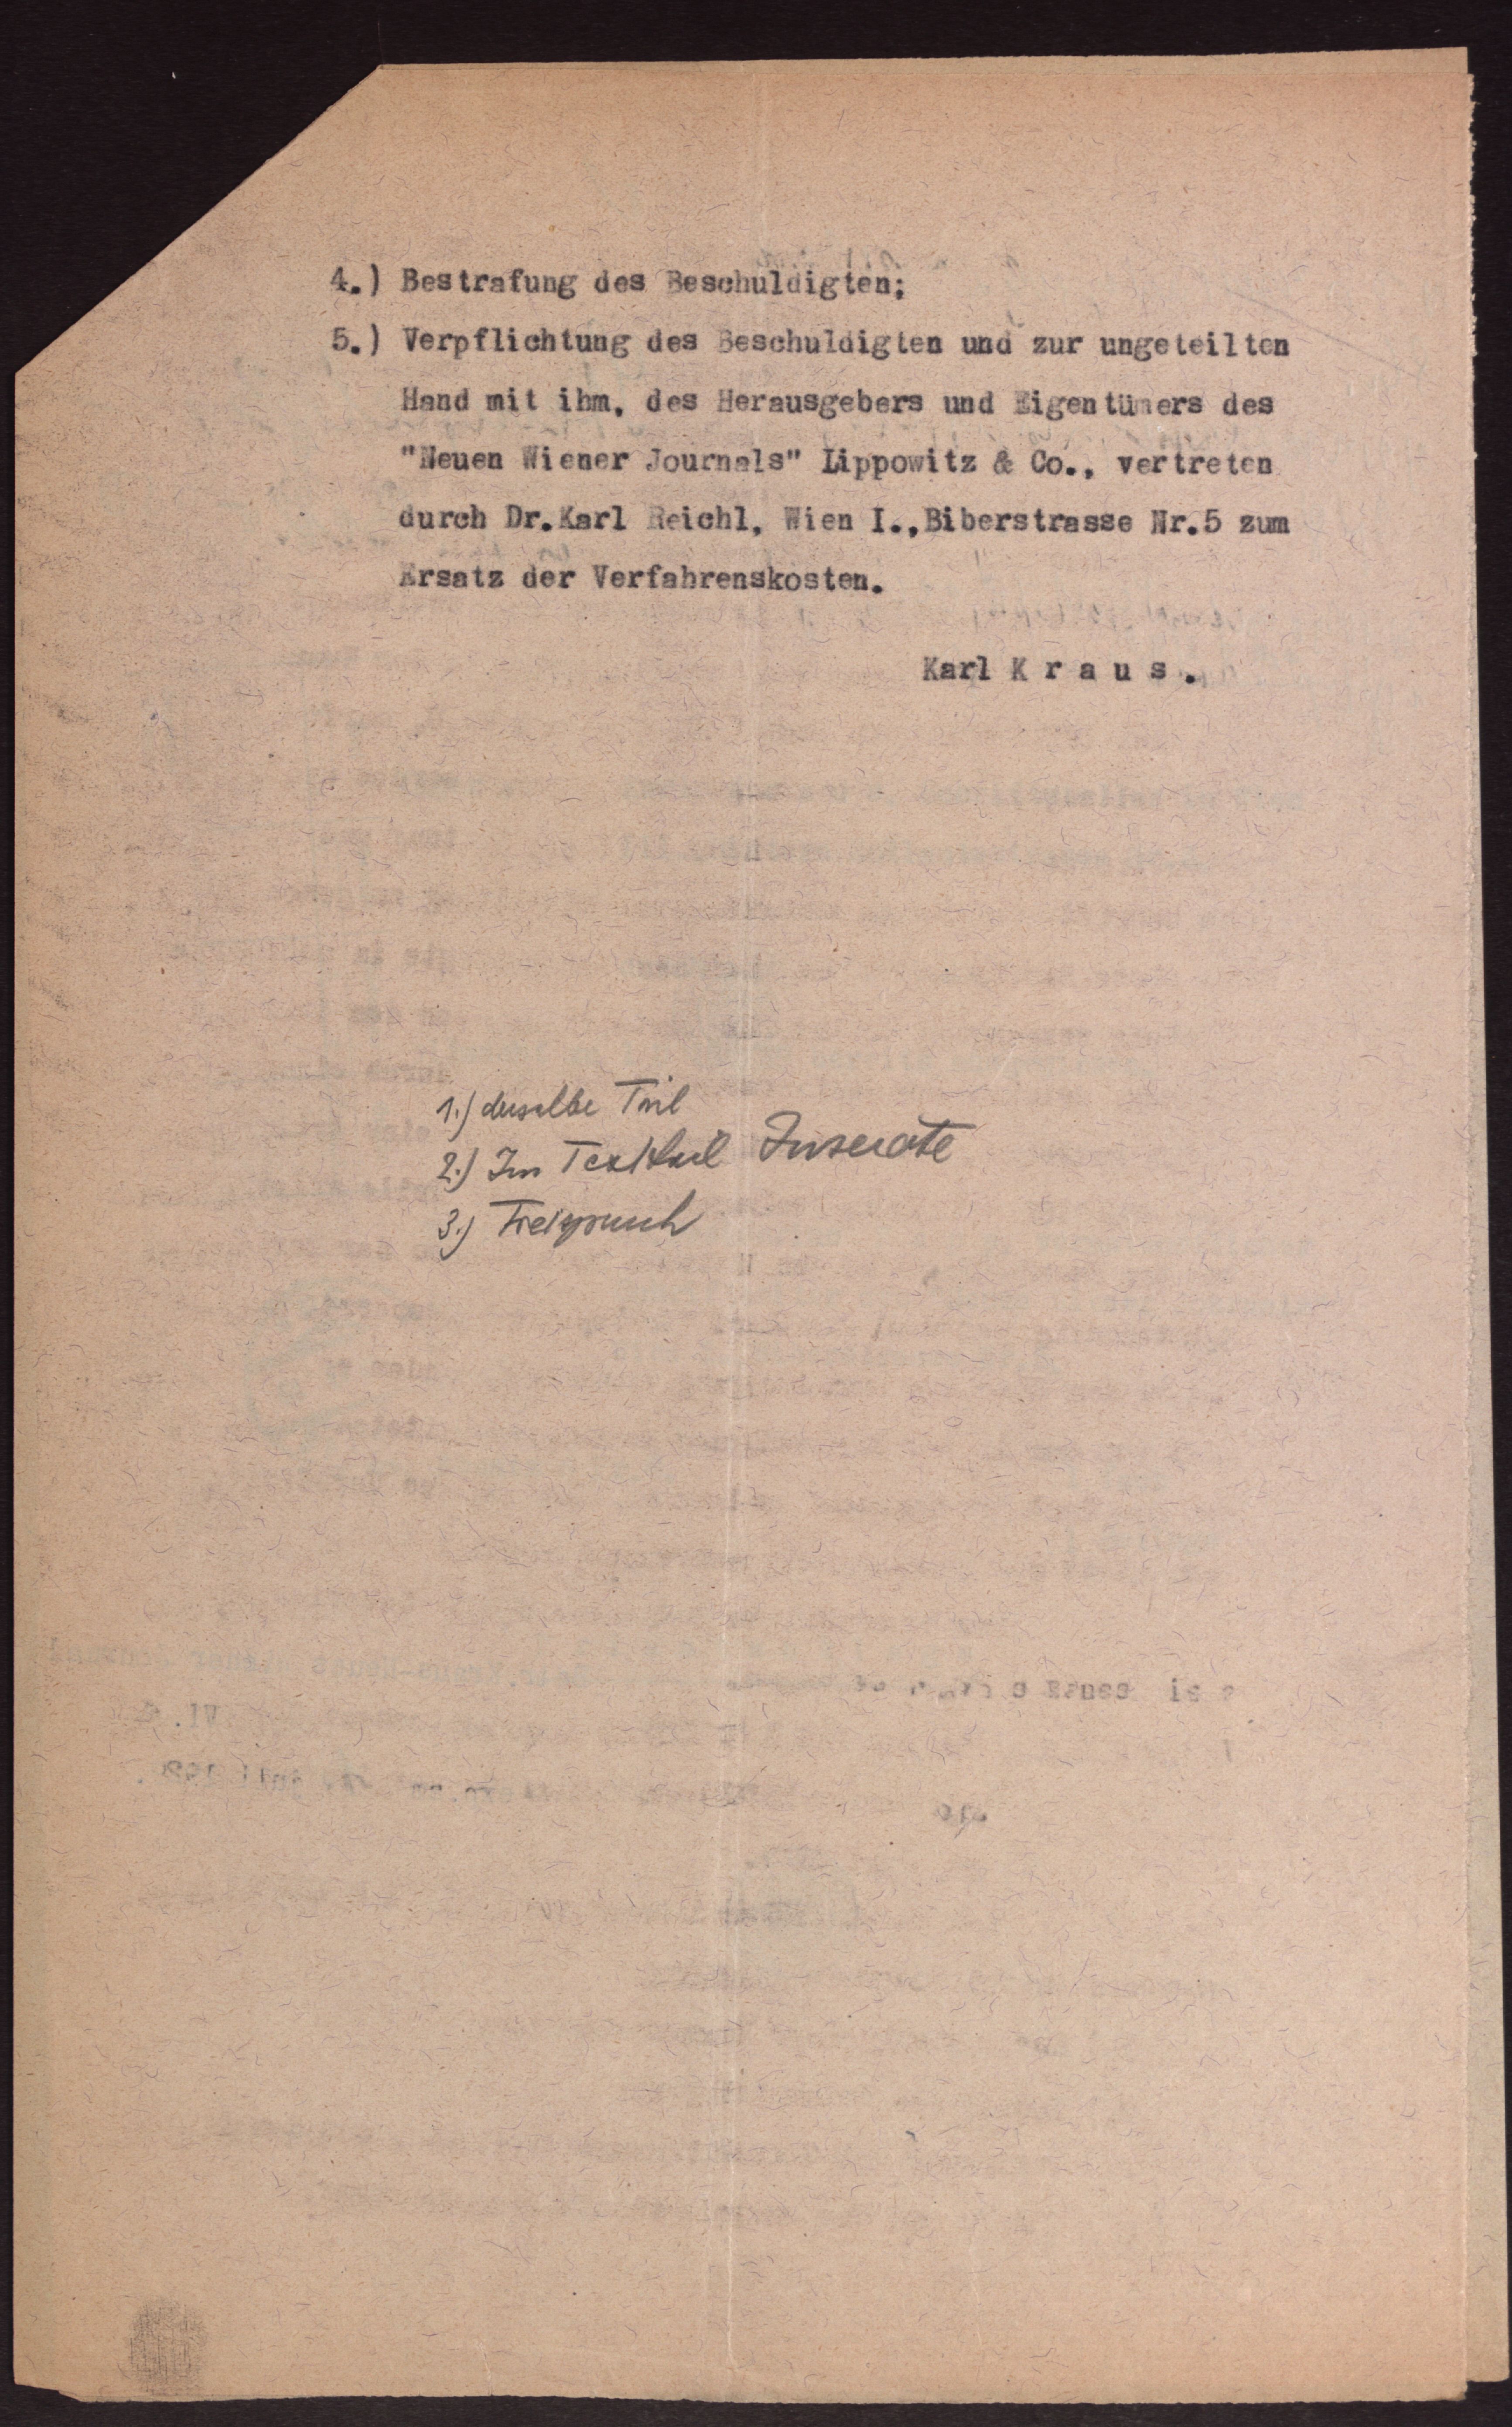 4.) Bestrafung des Beschuldigten;
5.) Verpflichtung des Beschuldigten und zur ungeteilten
Hand mit ihm, des Herausgebers und Eigentümers des
"Neuen Wiener Journals" Lippowitz & Co., vertreten
durch Dr.Karl Reichl, Wien I.,Biberstrasse Nr.5 zum
Ersatz der Verfahrenskosten.
Karl K r a u s .
1.) derselbe Teil
2.) Im Textteil Inserate
3.) Freispruch